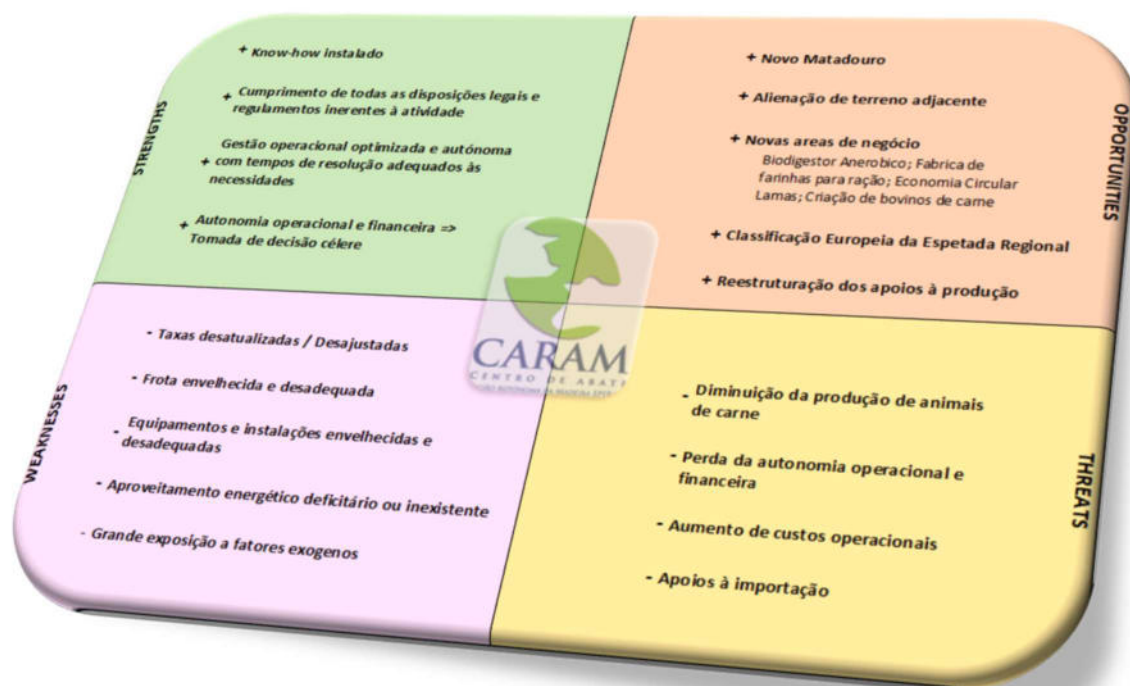 STRENGTHS
+ Know-how instalado
+ Cumprimento de todas as disposições legais e
regulamentos inerentes à atividade
Gestão operacional optimizada e autónoma
+ com tempos de resolução adequados às
necessidades
+ Autonomia operacional e financeira =>
Tomada de decisão célere
OPPORTUNITIES
+ Novo Matadouro
+ Alienação de terreno adjacente
+ Novas areas de negócio
Biodigestor Anerobico; Fabrica de
farinhas para ração; Economia Circular
Lamas; Criação de bovinos de carne
+ Classificação Europeia da Espetada Regional
+ Reestruturação dos apoios à produção
CARAM
CENTRO DE ABATE
WEAKNESSES
- Taxas desatualizadas / Desajustadas
- Frota envelhecida e desadequada
- Equipamentos e instalações envelhecidas e
desadequadas
- Aproveitamento energético deficitário ou inexistente
- Grande exposição a fatores exogenos
THREATS
- Diminuição da produção de animais
de carne
- Perda da autonomia operacional e
financeira
- Aumento de custos operacionais
- Apoios à importação